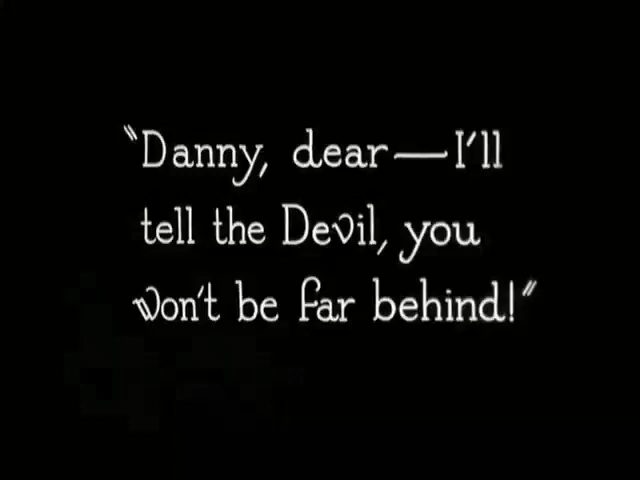 "Danny, dear—I'll
tell the Devil, you
won't be far behind!"